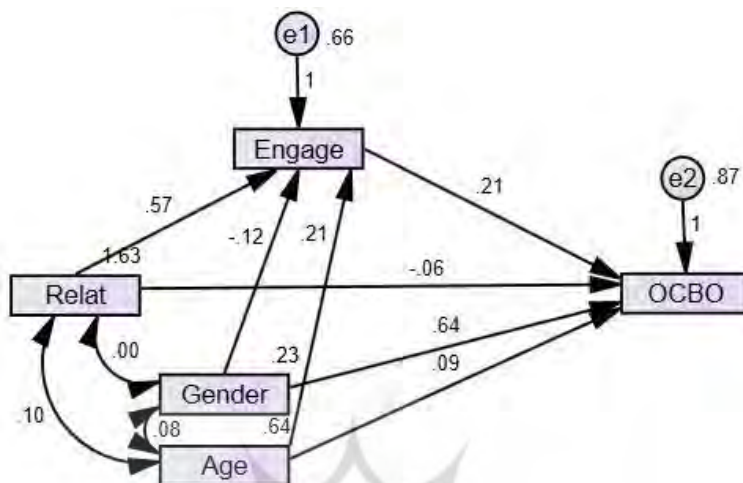 e1 .66
1
Engage
e2 .87
.57 -.12 .21 .21 1
1.63 -.06
Relat OCBO
.00 .23 .64
.09
Gender
.10 .08 .64
Age